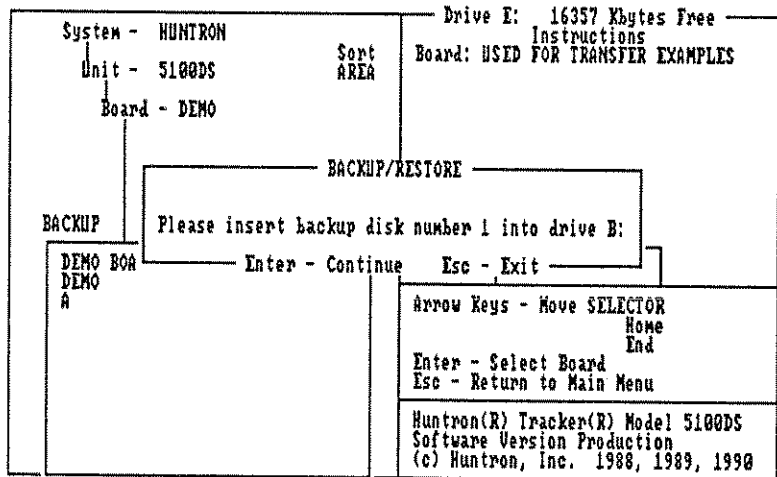 Drive E: 16357 Kbytes Free
System - HUNTRON
Instructions
Sort
Board: USED FOR TRANSFER EXAMPLES
Unit - 5100DS
AREA
Board - DEMO
BACKUP/RESTORE
BACKUP
Please insert backup disk number 1 into drive B:
Enter - Continue Esc - Exit
DEMO BOA
DEMO
A
Arrow Keys - Move SELECTOR
Home
End
Enter - Select Board
Esc - Return to Main Menu
Huntron(R) Tracker(R) Model 5100DS
Software Version Production
(c) Huntron, Inc. 1988, 1989, 1990